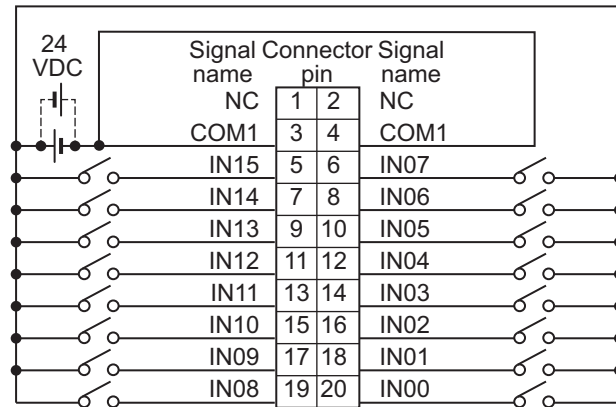 24
VDC
Signal Connector Signal
name pin name
NC 1 2 NC
COM1 3 4 COM1
IN15 5 6 IN07
IN14 7 8 IN06
IN13 9 10 IN05
IN12 11 12 IN04
IN11 13 14 IN03
IN10 15 16 IN02
IN09 17 18 IN01
IN08 19 20 IN00